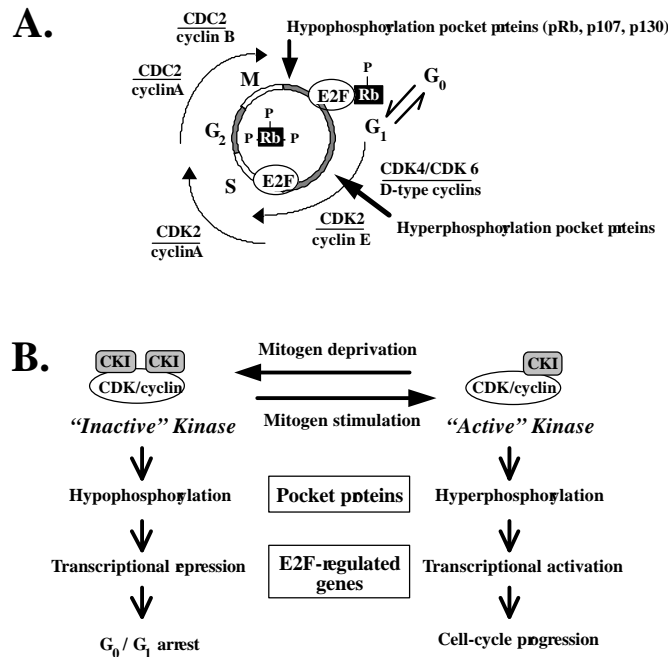 A.
CDC2
cyclin B
Hypophosphorylation pocket proteins (pRb, p107, p130)
CDC2
cyclinA
M
P
E2F Rb
G0
G1
G2
P
P Rb P
S
E2F
CDK4/CDK 6
D-type cyclins
CDK2
cyclin E
CDK2
cyclinA
Hyperphosphorylation pocket proteins
B.
CKI CKI
CDK/cyclin
Mitogen deprivation
CKI
CDK/cyclin
Mitogen stimulation
“Inactive” Kinase
“Active” Kinase
Hypophosphorylation
Pocket proteins
Hyperphosphorylation
Transcriptional repression
E2F-regulated
genes
Transcriptional activation
G0 / G1 arrest
Cell-cycle progression